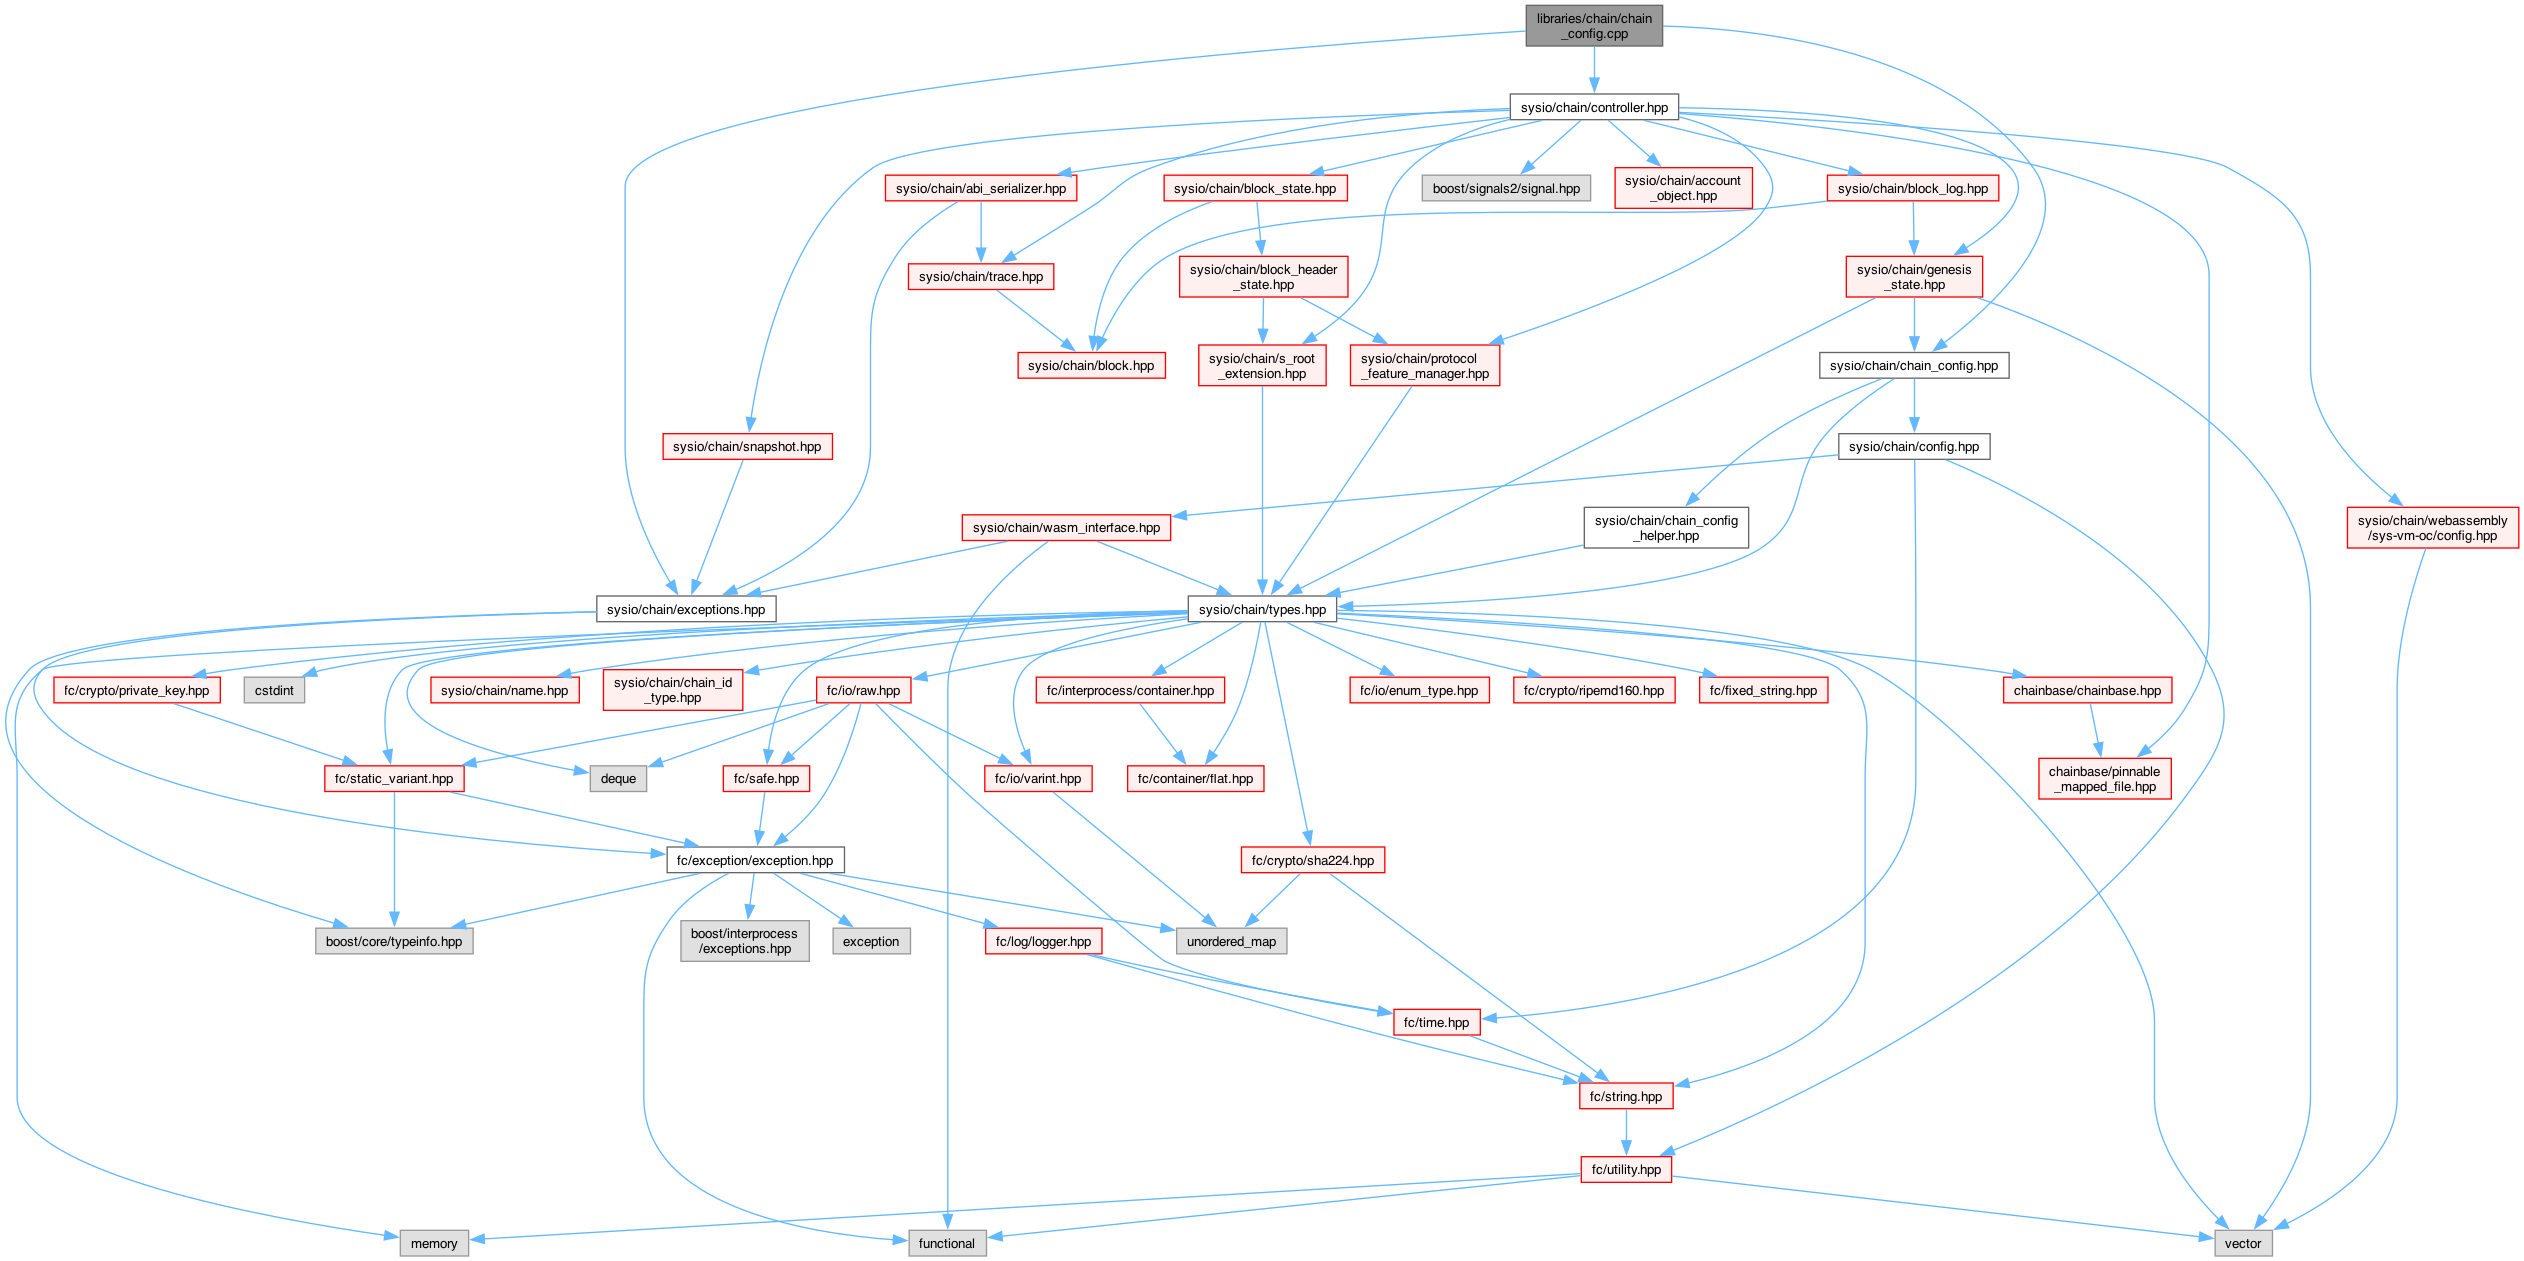 libraries/chain/chain
_config.cpp
sysio/chain/controller.hpp
sysio/chain/abi_serializer.hpp
sysio/chain/block_state.hpp
boost/signals2/signal.hpp
sysio/chain/account
_object.hpp
sysio/chain/block_log.hpp
sysio/chain/trace.hpp
sysio/chain/block_header
_state.hpp
sysio/chain/genesis
_state.hpp
sysio/chain/block.hpp
sysio/chain/s_root
_extension.hpp
sysio/chain/protocol
_feature_manager.hpp
sysio/chain/chain_config.hpp
sysio/chain/snapshot.hpp
sysio/chain/config.hpp
sysio/chain/wasm_interface.hpp
sysio/chain/chain_config
_helper.hpp
sysio/chain/webassembly
/sys-vm-oc/config.hpp
sysio/chain/exceptions.hpp
sysio/chain/types.hpp
fc/crypto/private_key.hpp
cstdint
sysio/chain/name.hpp
sysio/chain/chain_id
_type.hpp
fc/io/raw.hpp
fc/interprocess/container.hpp
fc/io/enum_type.hpp
fc/crypto/ripemd160.hpp
fc/fixed_string.hpp
chainbase/chainbase.hpp
fc/static_variant.hpp
deque
fc/safe.hpp
fc/io/varint.hpp
fc/container/flat.hpp
chainbase/pinnable
_mapped_file.hpp
fc/exception/exception.hpp
fc/crypto/sha224.hpp
boost/core/typeinfo.hpp
boost/interprocess
/exceptions.hpp
exception
fc/log/logger.hpp
unordered_map
fc/time.hpp
fc/string.hpp
fc/utility.hpp
memory
functional
vector